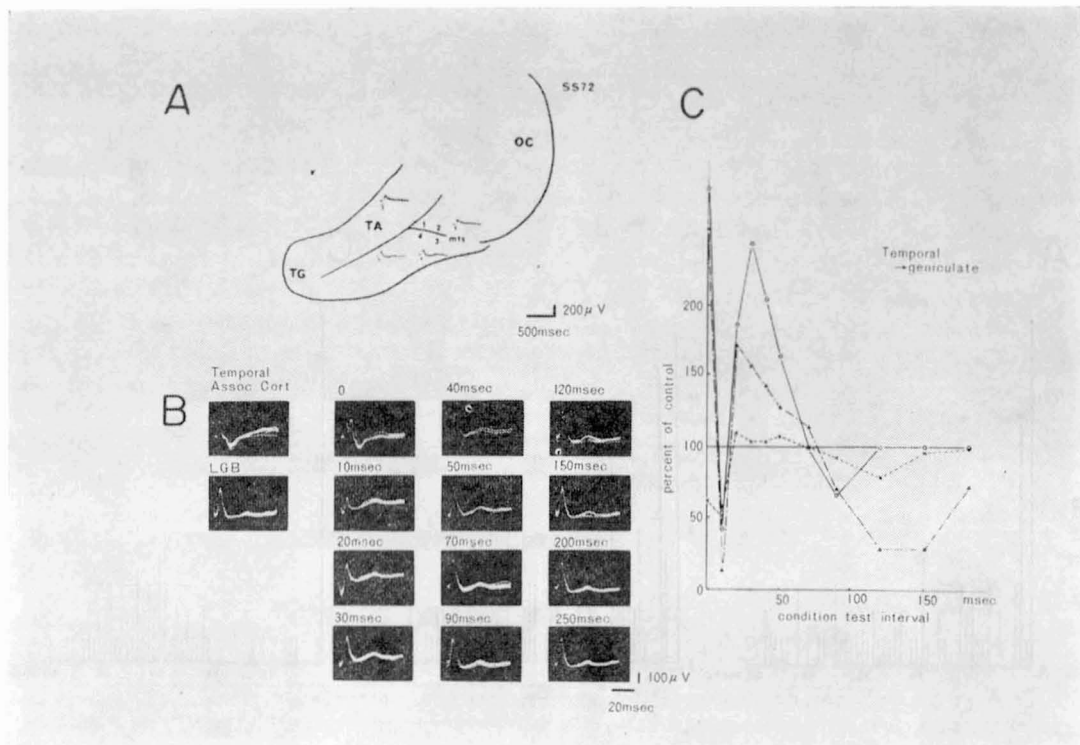 A
SS72
OC
TA
1 2
4 3 mts
TG
200μV
500msec
B
Temporal
Assoc Cort
0
40msec
120msec
LGB
10msec
50msec
150msec
20msec
70msec
200msec
30msec
90msec
250msec
100μV
20msec
C
Temporal
→geniculate
percent of control
200
150
100
50
0
50
100
150
msec
condition test interval